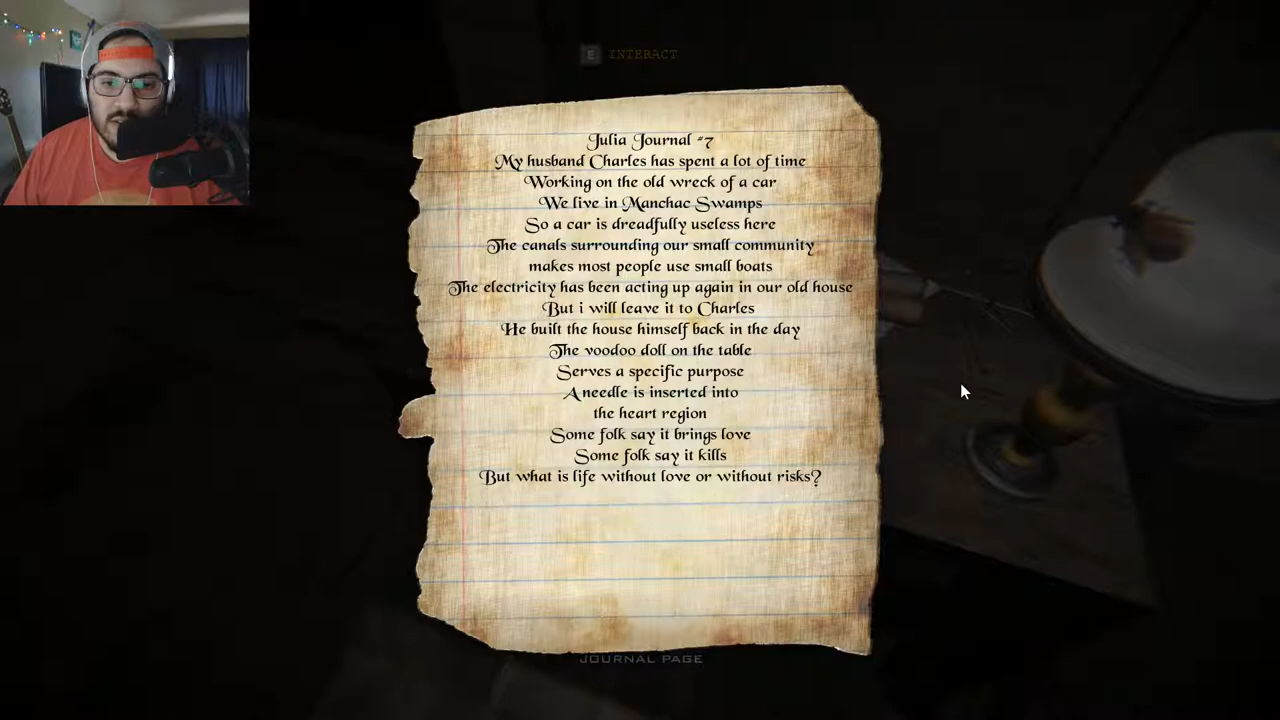 E INTERACT
Julia Journal #7
My husband Charles has spent a lot of time
Working on the old wreck of a car
We live in Manchac Swamps
So a car is dreadfully useless here
The canals surrounding our small community
makes most people use small boats
The electricity has been acting up again in our old house
But i will leave it to Charles
He built the house himself back in the day
The voodoo doll on the table
Serves a specific purpose
A needle is inserted into
the heart region
Some folk say it brings love
Some folk say it kills
But what is life without love or without risks?
JOURNAL PAGE